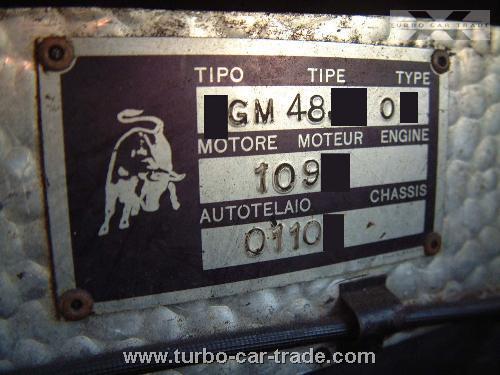 TURBO CAR TRADE
TIPO TIPE TYPE
GM 48 0
MOTORE MOTEUR ENGINE
109
AUTOTELAIO CHASSIS
0110
www.turbo-car-trade.com